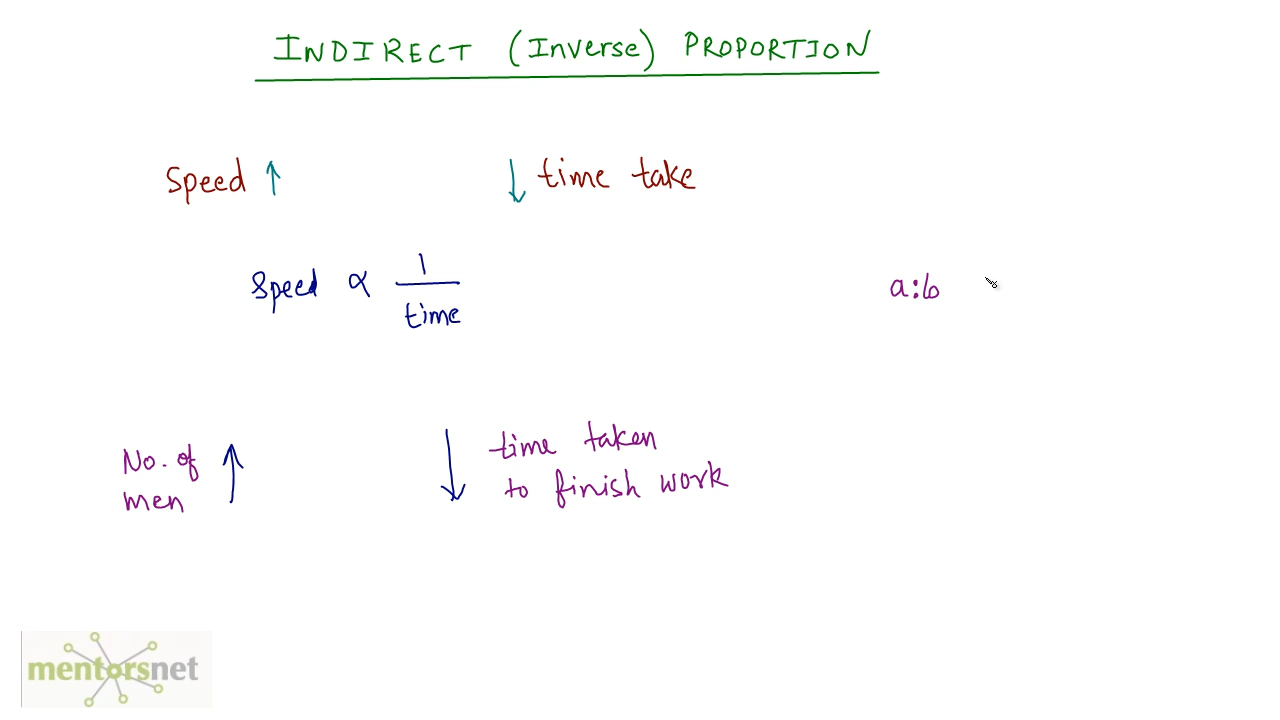 INDIRECT (Inverse) PROPORTION
Speed ↑ ↓ time take
Speed ∝ 1/time
a:b
No. of men ↑
↓ time taken
to finish work
mentorsnet